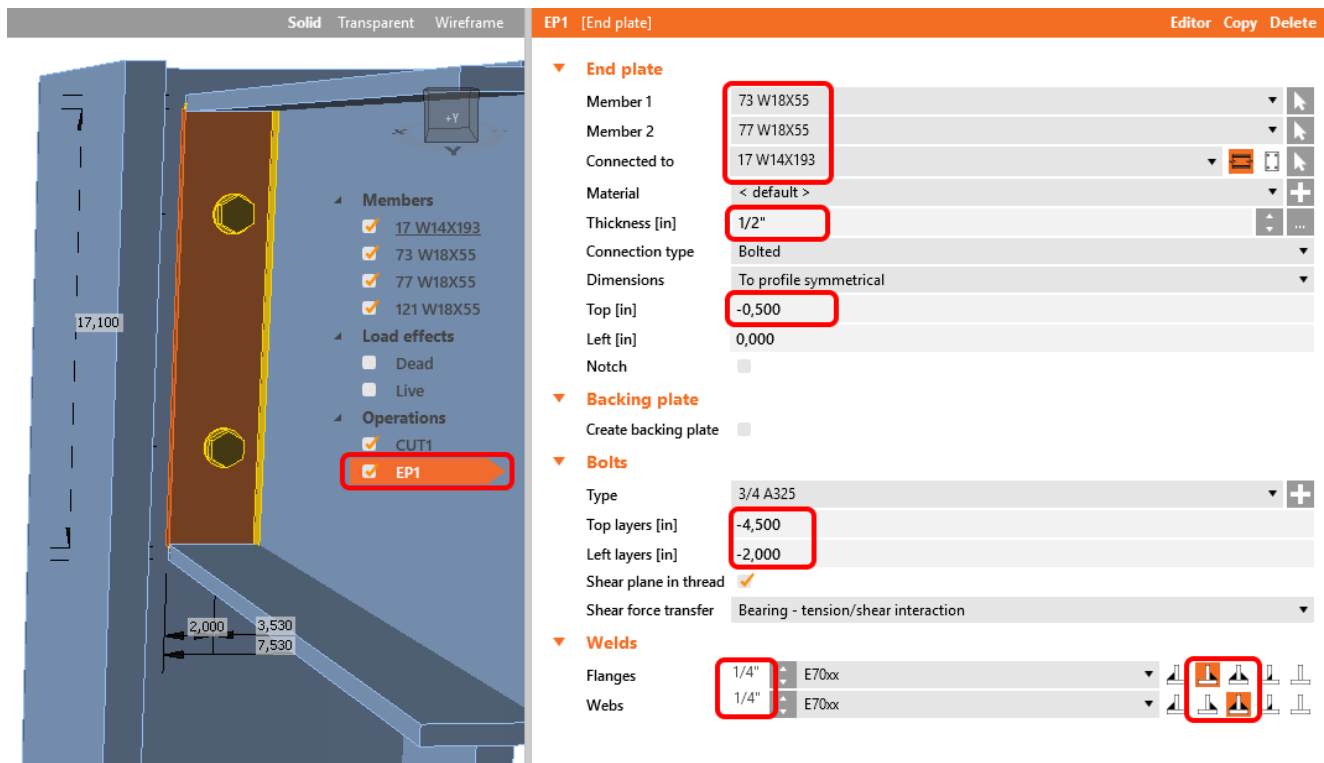 Solid Transparent Wireframe
+Y
17,100
Members
17 W14X193
73 W18X55
77 W18X55
121 W18X55
Load effects
Dead
Live
Operations
CUT1
EP1
2,000 3,530
7,530
EP1 [End plate] Editor Copy Delete
End plate
Member 1 73 W18X55
Member 2 77 W18X55
Connected to 17 W14X193
Material < default >
Thickness [in] 1/2" ...
Connection type Bolted
Dimensions To profile symmetrical
Top [in] -0,500
Left [in] 0,000
Notch
Backing plate
Create backing plate
Bolts
Type 3/4 A325
Top layers [in] -4,500
Left layers [in] -2,000
Shear plane in thread
Shear force transfer Bearing - tension/shear interaction
Welds
Flanges 1/4" E70xx
Webs 1/4" E70xx